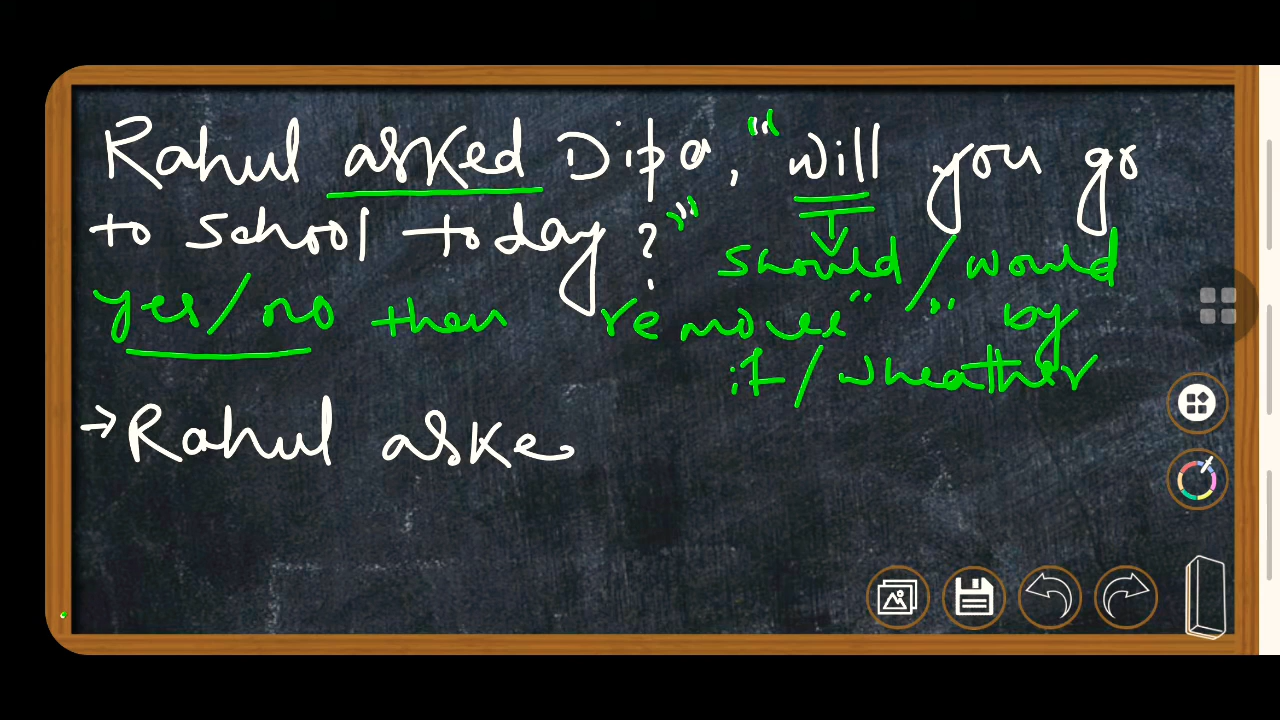 Rahul asked Dipa, "will you go
to school today?"
should/would
yes/no then remove " " by
if/wheather
→Rahul aske